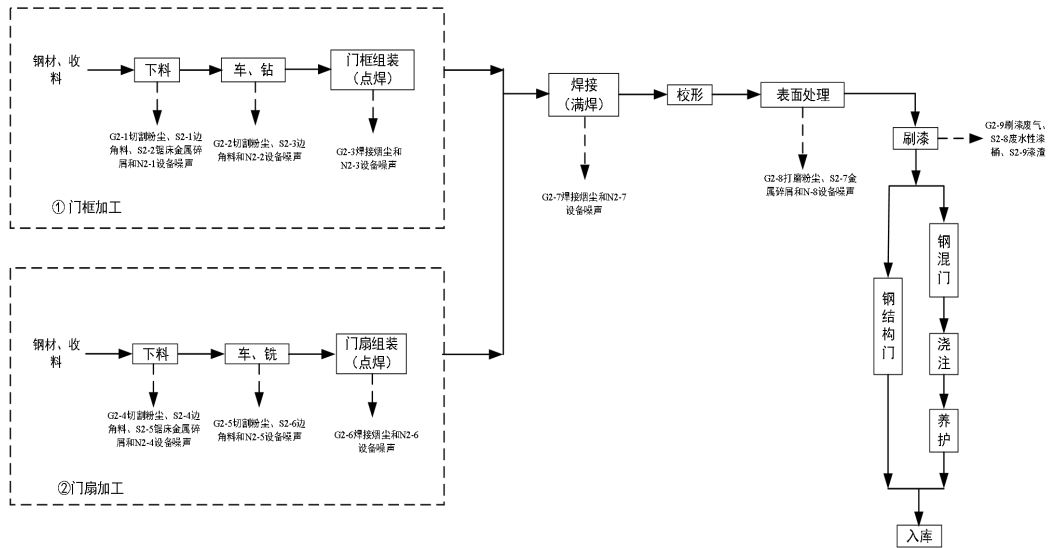 钢材、收
料
下料
车、钻
门框组装
（点焊）
G2-1切割粉尘、S2-1边
角料、S2-2锯床金属碎
屑和N2-1设备噪声
G2-2切割粉尘、S2-3边
角料和N2-2设备噪声
G2-3焊接烟尘和
N2-3设备噪声
①门框加工
钢材、收
料
下料
车、铣
门扇组装
（点焊）
G2-4切割粉尘、S2-4边
角料、S2-5锯床金属碎
屑和N2-4设备噪声
G2-5切割粉尘、S2-6边
角料和N2-5设备噪声
G2-6焊接烟尘和N2-6
设备噪声
②门扇加工
焊接
（满焊）
G2-7焊接烟尘和N2-7
设备噪声
校形
表面处理
G2-8打磨粉尘、S2-7金
属碎屑和N-8设备噪声
刷漆
G2-9刷漆废气、
S2-8废水性漆
桶、S2-9漆渣
钢结构门
钢混门
浇注
养护
入库